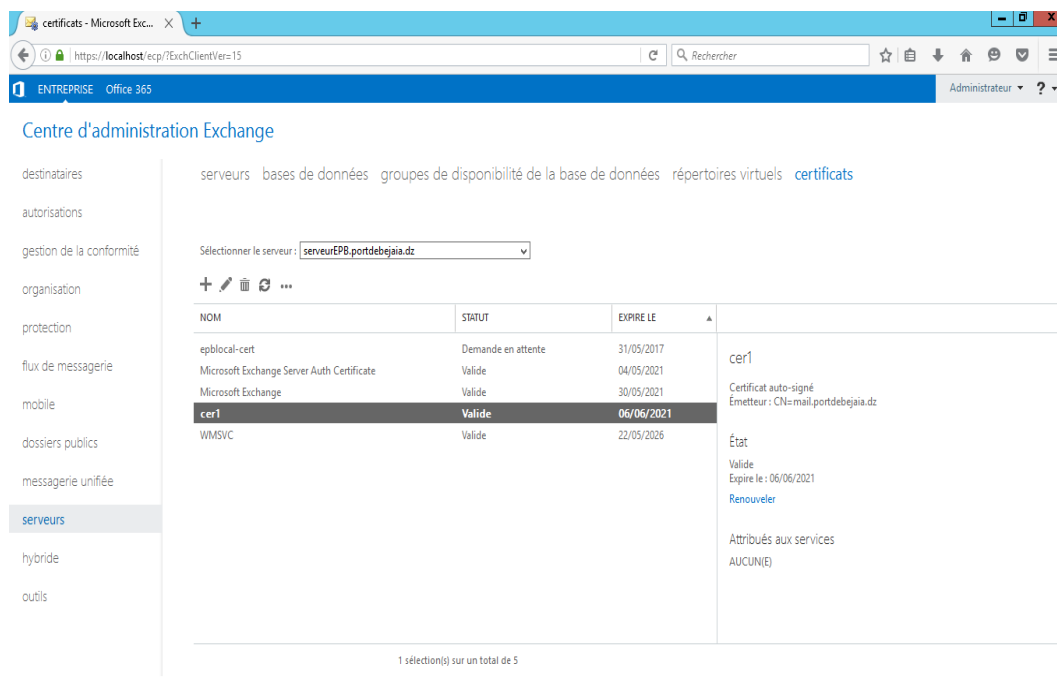 certificats - Microsoft Exc...
https://localhost/ecp/?ExchClientVer=15
Rechercher
ENTREPRISE Office 365
Administrateur ?
Centre d'administration Exchange
destinataires
autorisations
gestion de la conformité
organisation
protection
flux de messagerie
mobile
dossiers publics
messagerie unifiée
serveurs
hybride
outils
serveurs bases de données groupes de disponibilité de la base de données répertoires virtuels certificats
Sélectionner le serveur : serveurEPB.portdebejaia.dz
NOM STATUT EXPIRE LE
epblocal-cert Demande en attente 31/05/2017
Microsoft Exchange Server Auth Certificate Valide 04/05/2021
Microsoft Exchange Valide 30/05/2021
cer1 Valide 06/06/2021
WMSVC Valide 22/05/2026
cer1
Certificat auto-signé
Émetteur : CN=mail.portdebejaia.dz
État
Valide
Expire le : 06/06/2021
Renouveler
Attribués aux services
AUCUN(E)
1 sélection(s) sur un total de 5